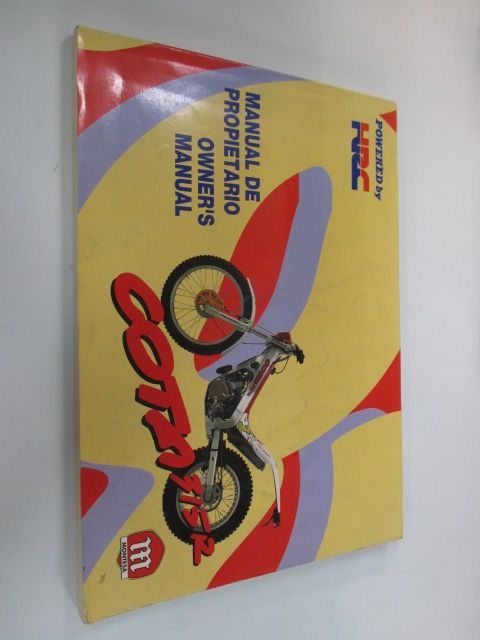 POWERED by
HRC
MANUAL DE
PROPIETARIO
OWNER'S
MANUAL
COTA 315R
MONTESA